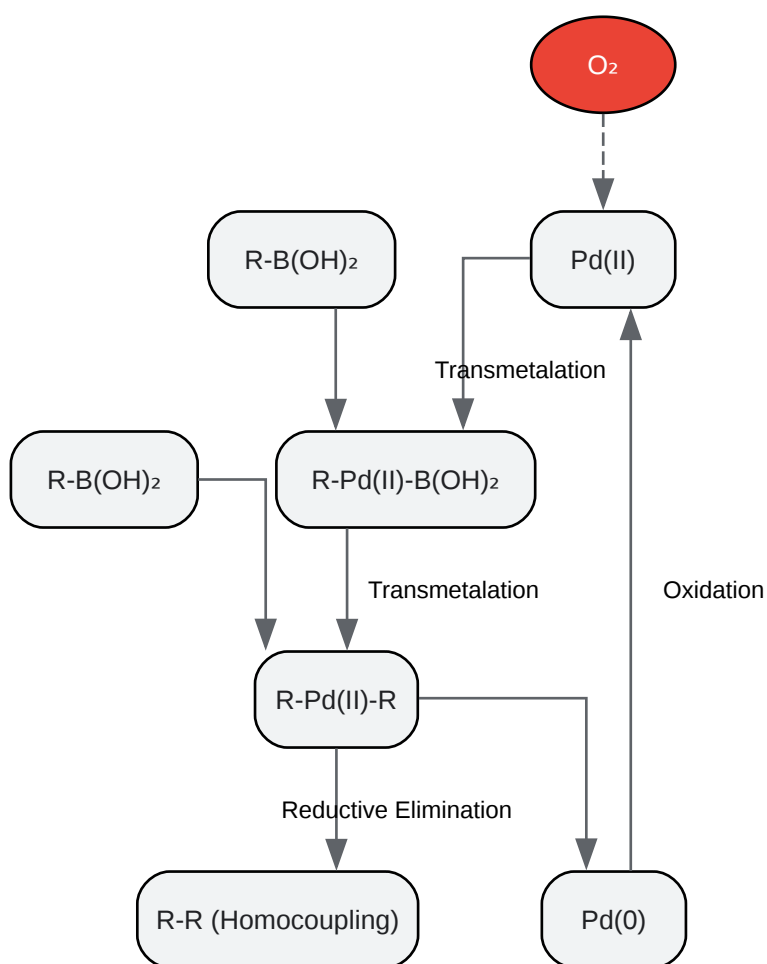 O₂
R-B(OH)₂
Pd(II)
Transmetalation
R-B(OH)₂
R-Pd(II)-B(OH)₂
Transmetalation
Oxidation
R-Pd(II)-R
Reductive Elimination
R-R (Homocoupling)
Pd(0)